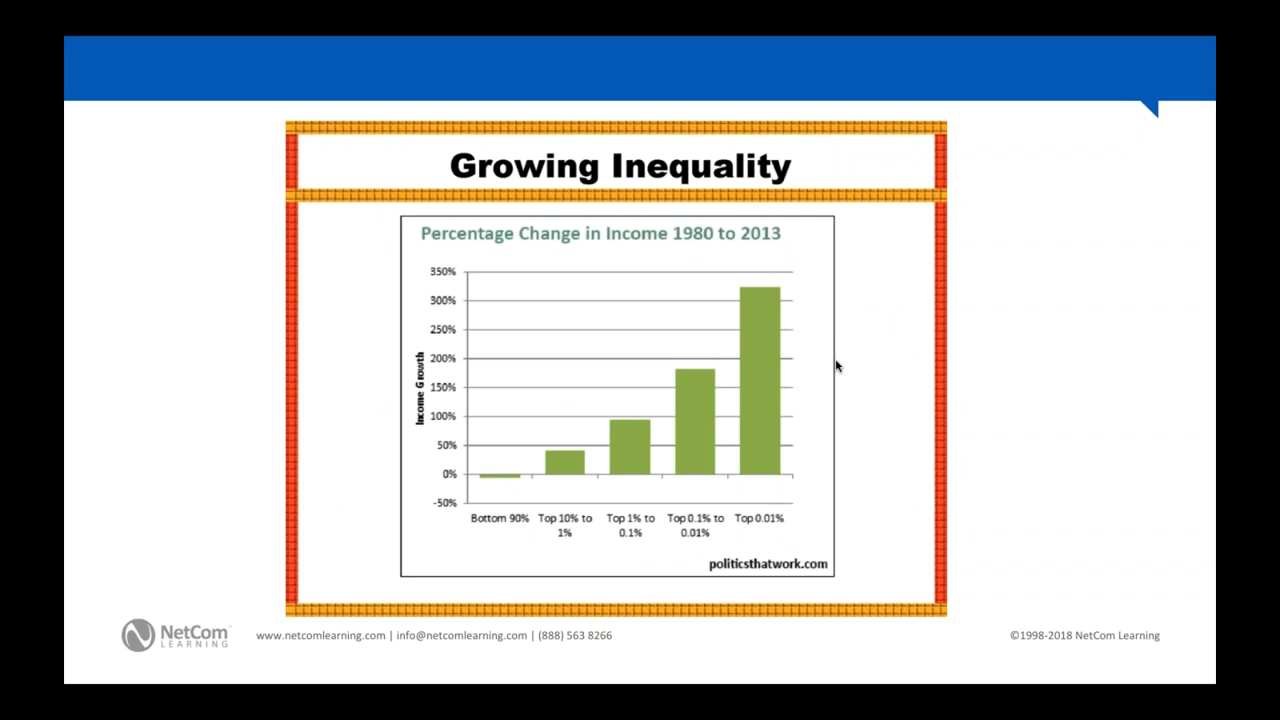 Growing Inequality
Percentage Change in Income 1980 to 2013
Income Growth
350%
300%
250%
200%
150%
100%
50%
0%
-50%
Bottom 90%
Top 10% to
1%
Top 1% to
0.1%
Top 0.1% to
0.01%
Top 0.01%
politicsthatwork.com
NetCom™
LEARNING
www.netcomlearning.com | info@netcomlearning.com | (888) 563 8266
©1998-2018 NetCom Learning